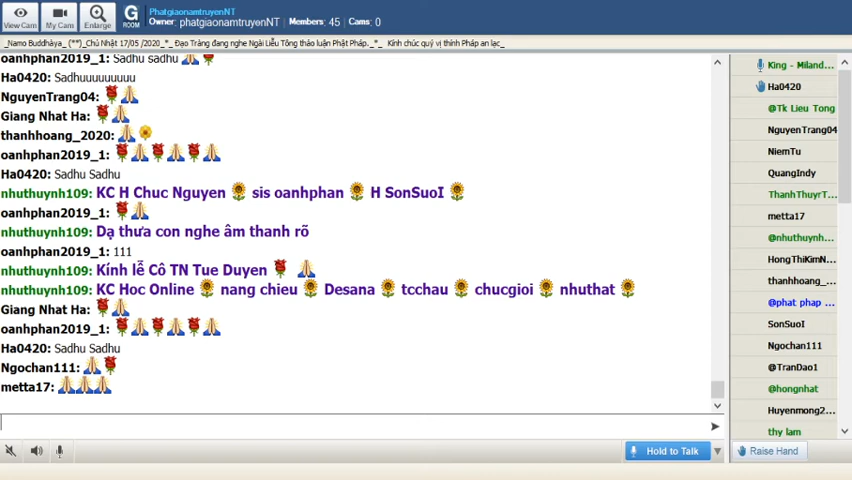 View Cam
My Cam
Enlarge
G
ROOM
PhatgiaonamtruyenNT
Owner: phatgiaonamtruyenNT | Members: 45 | Cams: 0
_Namo Buddhàya_ (**)_Chủ Nhật 17/05 /2020_*_ Đạo Tràng đang nghe Ngài Liễu Tông thảo luận Phật Pháp._*_ Kính chúc quý vị thính Pháp an lạc_
oanhphan2019_1: Sadhu sadhu
Ha0420: Sadhuuuuuuuuu
NguyenTrang04:
Giang Nhat Ha:
thanhhoang_2020:
oanhphan2019_1:
Ha0420: Sadhu Sadhu
nhuthuynh109: KC H Chuc Nguyen sis oanhphan H SonSuoI
oanhphan2019_1:
nhuthuynh109: Dạ thưa con nghe âm thanh rõ
oanhphan2019_1: 111
nhuthuynh109: Kính lễ Cô TN Tue Duyen
nhuthuynh109: KC Hoc Online nang chieu Desana tcchau chucgioi nhuthat
Giang Nhat Ha:
oanhphan2019_1:
Ha0420: Sadhu Sadhu
Ngochan111:
metta17:
King - Miland...
Ha0420
@Tk Lieu Tong
NguyenTrang04
NiemTu
QuangIndy
ThanhThuyrT...
metta17
@nhuthuynh...
HongThiKimN...
thanhhoang_...
@phat phap ...
SonSuoI
Ngochan111
@TranDao1
@hongnhat
Huyenmong2...
thy lam
Hold to Talk
Raise Hand